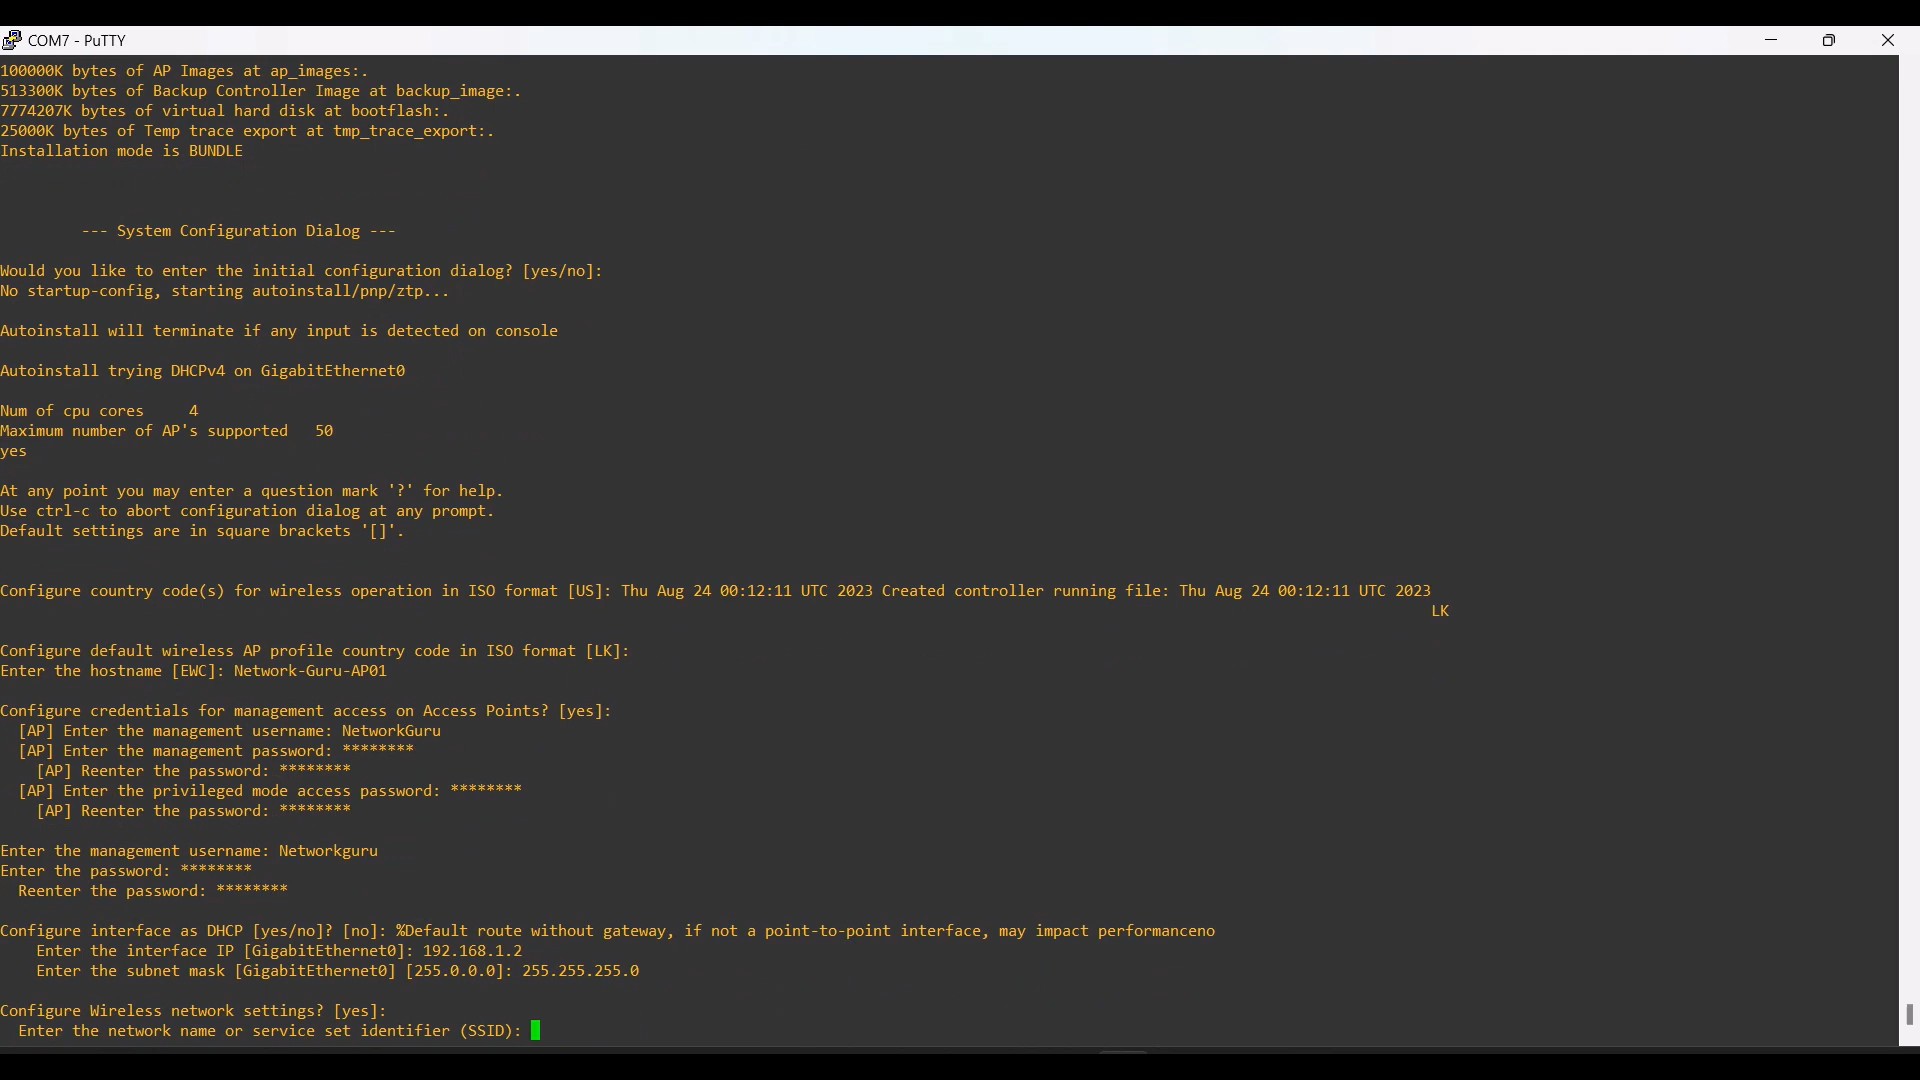 COM7 - PuTTY
100000K bytes of AP Images at ap_images:.
513300K bytes of Backup Controller Image at backup_image:.
7774207K bytes of virtual hard disk at bootflash:.
25000K bytes of Temp trace export at tmp_trace_export:.
Installation mode is BUNDLE
--- System Configuration Dialog ---
Would you like to enter the initial configuration dialog? [yes/no]:
No startup-config, starting autoinstall/pnp/ztp...
Autoinstall will terminate if any input is detected on console
Autoinstall trying DHCPv4 on GigabitEthernet0
Num of cpu cores     4
Maximum number of AP's supported   50
yes
At any point you may enter a question mark '?' for help.
Use ctrl-c to abort configuration dialog at any prompt.
Default settings are in square brackets '[]'.
Configure country code(s) for wireless operation in ISO format [US]: Thu Aug 24 00:12:11 UTC 2023 Created controller running file: Thu Aug 24 00:12:11 UTC 2023
LK
Configure default wireless AP profile country code in ISO format [LK]:
Enter the hostname [EWC]: Network-Guru-AP01
Configure credentials for management access on Access Points? [yes]:
[AP] Enter the management username: NetworkGuru
[AP] Enter the management password: ********
[AP] Reenter the password: ********
[AP] Enter the privileged mode access password: ********
[AP] Reenter the password: ********
Enter the management username: Networkguru
Enter the password: ********
Reenter the password: ********
Configure interface as DHCP [yes/no]? [no]: %Default route without gateway, if not a point-to-point interface, may impact performanceno
Enter the interface IP [GigabitEthernet0]: 192.168.1.2
Enter the subnet mask [GigabitEthernet0] [255.0.0.0]: 255.255.255.0
Configure Wireless network settings? [yes]:
Enter the network name or service set identifier (SSID):